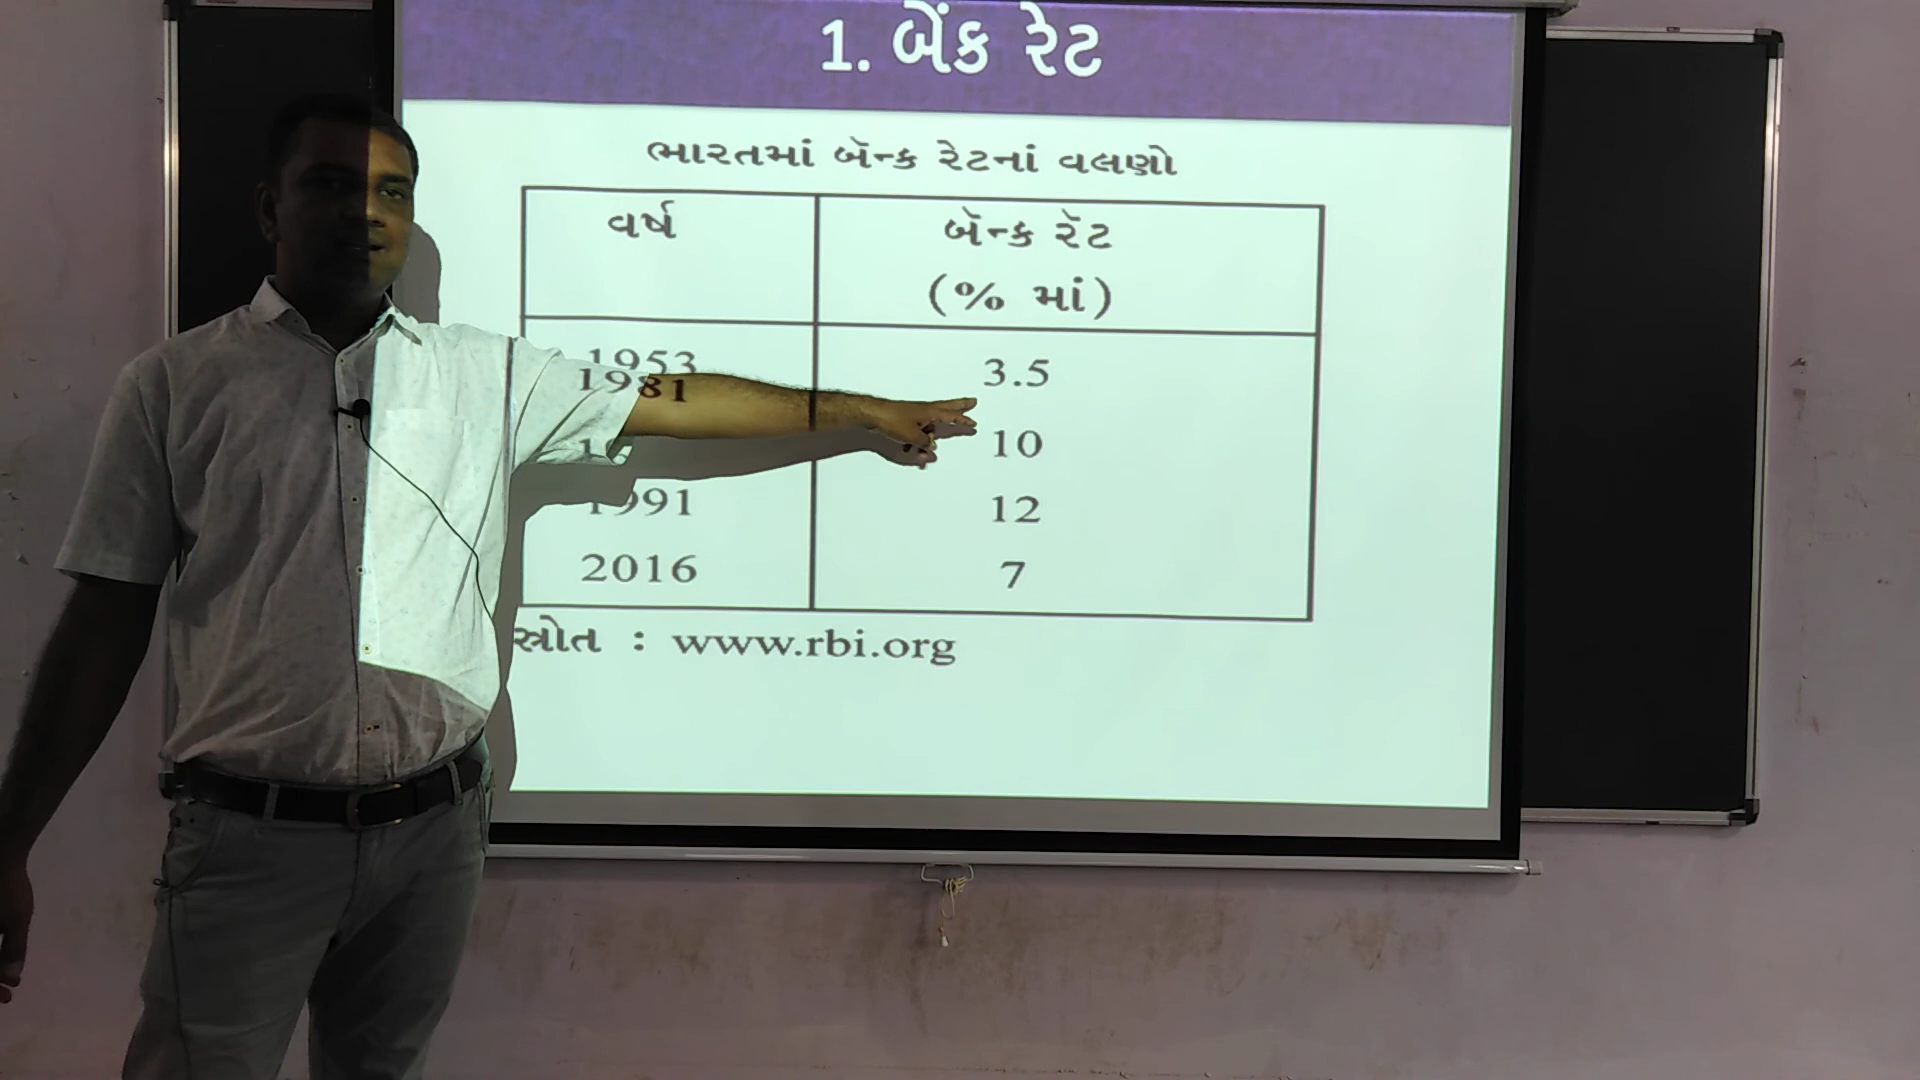 1. બેંક રેટ
ભારતમાં બૅન્ક રેટનાં વલણો
વર્ષ બૅન્ક રૅટ
(% માં)
1953 3.5
1981 10
1991 12
2016 7
સ્રોત : www.rbi.org